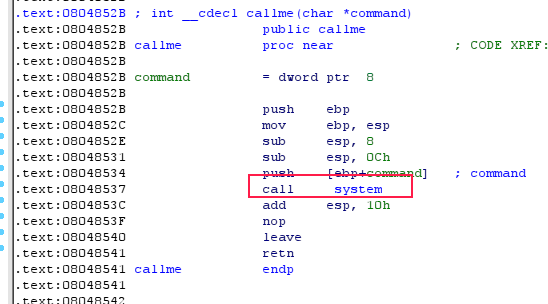 .text:0804852B ; int __cdecl callme(char *command)
.text:0804852B public callme
.text:0804852B callme proc near ; CODE XREF:
.text:0804852B
.text:0804852B command = dword ptr 8
.text:0804852B
.text:0804852B push ebp
.text:0804852C mov ebp, esp
.text:0804852E sub esp, 8
.text:08048531 sub esp, 0Ch
.text:08048534 push [ebp+command] ; command
.text:08048537 call _system
.text:0804853C add esp, 10h
.text:0804853F nop
.text:08048540 leave
.text:08048541 retn
.text:08048541 callme endp
.text:08048541
.text:08048542